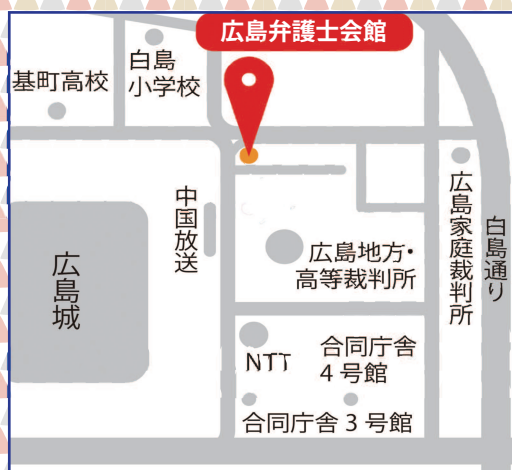 広島弁護士会館
白島
小学校
基町高校
中国放送
広島家庭裁判所
白島通り
広島城
広島地方・
高等裁判所
NTT
合同庁舎
4号館
合同庁舎3号館